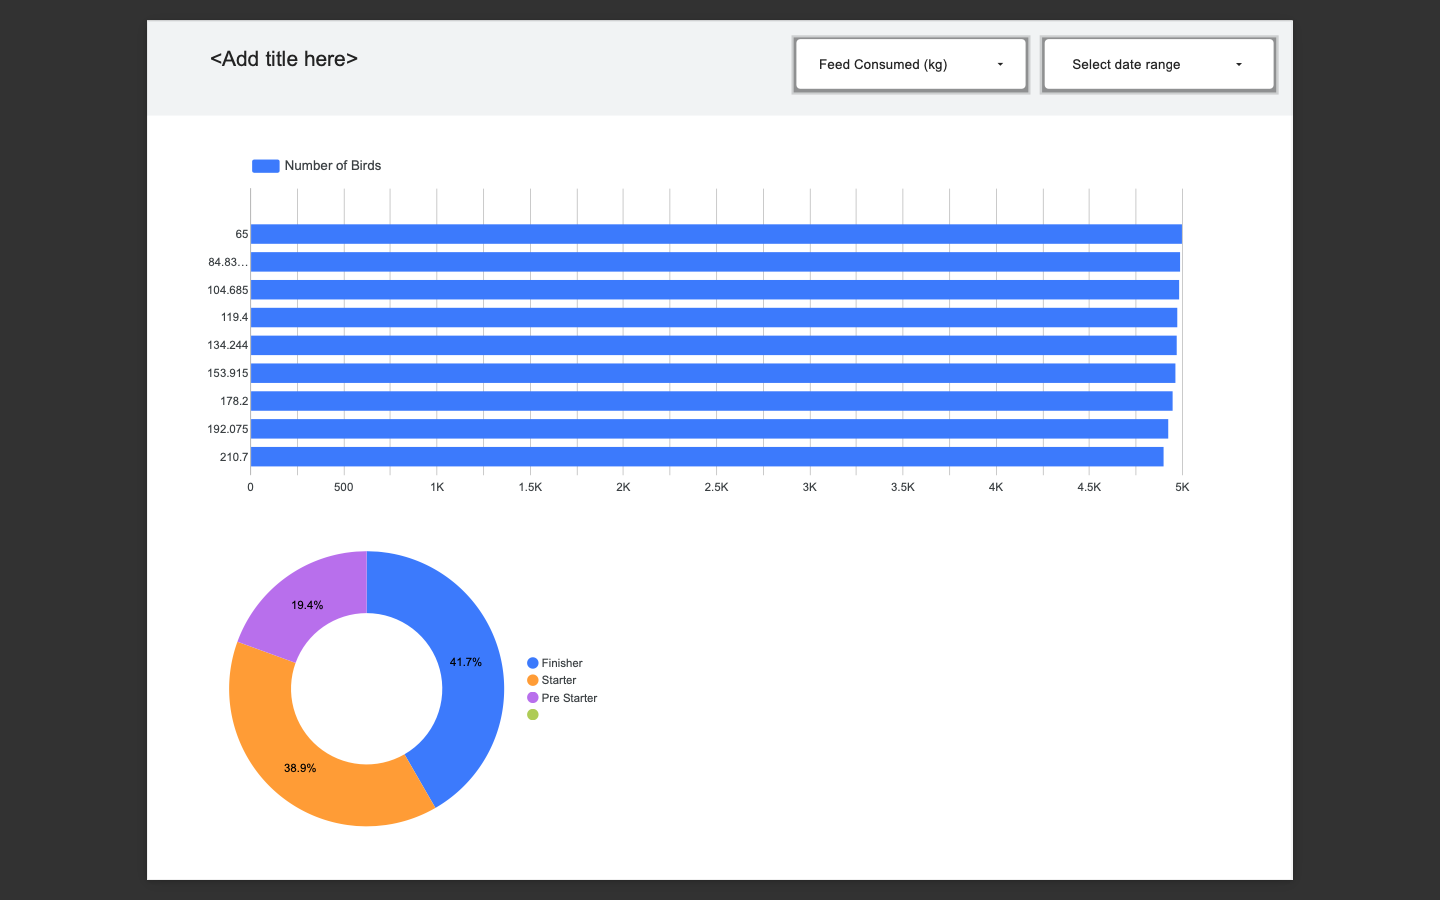 <Add title here>
Feed Consumed (kg)
Select date range
Number of Birds
65
84.83...
104.685
119.4
134.244
153.915
178.2
192.075
210.7
0 500 1K 1.5K 2K 2.5K 3K 3.5K 4K 4.5K 5K
19.4%
41.7%
38.9%
Finisher
Starter
Pre Starter